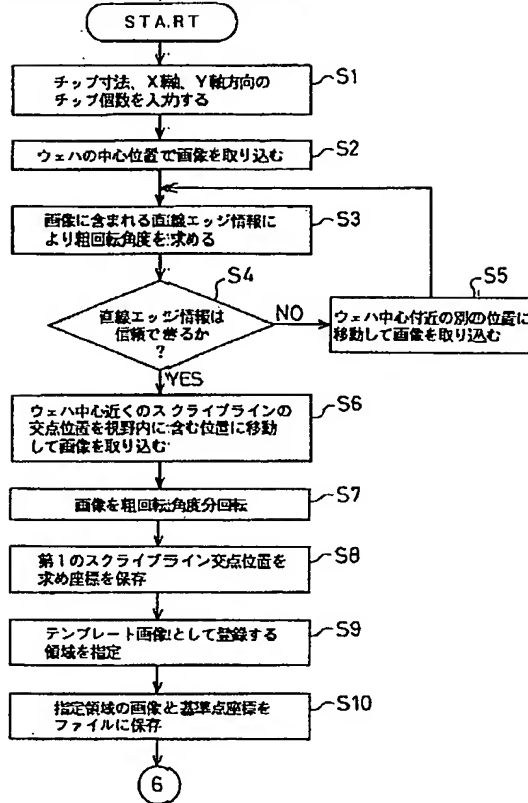 START
チップ寸法、X軸、Y軸方向の
チップ個数を入力する
S1
ウェハの中心位置で画像を取り込む
S2
画像に含まれる直線エッジ情報に
より粗回転角度を求める
S3
S4
直線エッジ情報は
信頼できるか
?
NO
S5
ウェハ中心付近の別の位置に
移動して画像を取り込む
YES
ウェハ中心近くのスクライブラインの
交点位置を視野内に含む位置に移動
して画像を取り込む
S6
画像を粗回転角度分回転
S7
第1のスクライブライン交点位置を
求め座標を保存
S8
テンプレート画像として登録する
領域を指定
S9
指定領域の画像と基準点座標を
ファイルに保存
S10
6